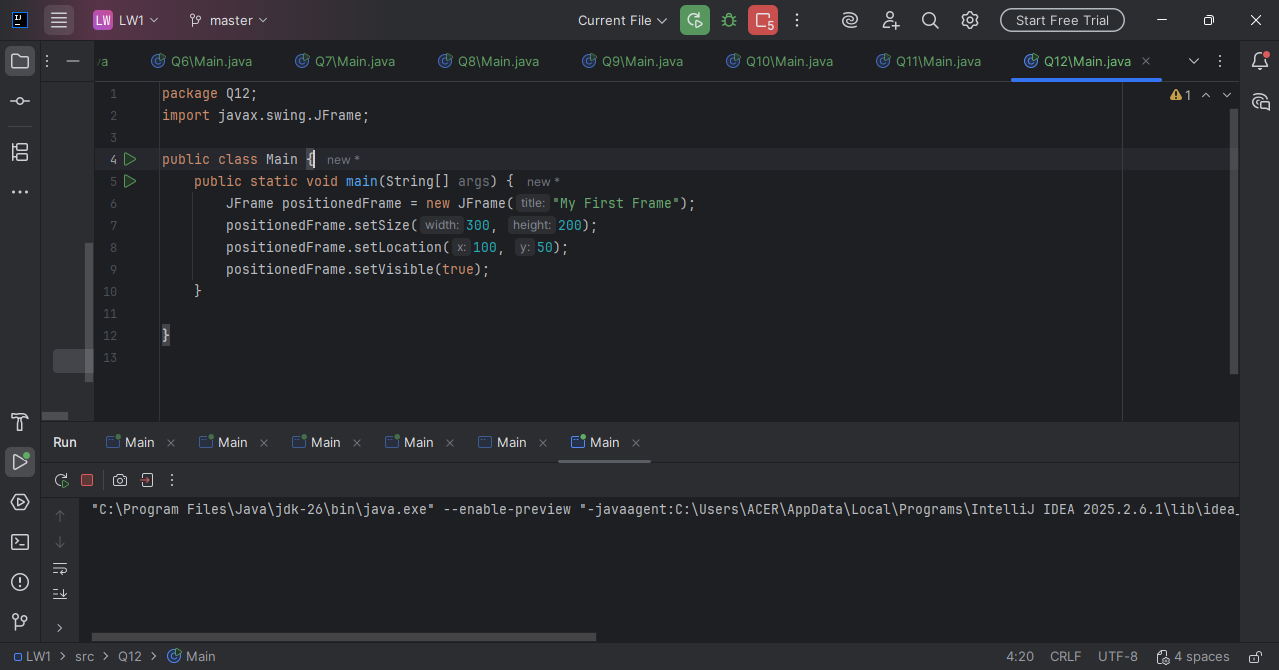 LW LW1 master Current File 5 Start Free Trial
va Q6\Main.java Q7\Main.java Q8\Main.java Q9\Main.java Q10\Main.java Q11\Main.java Q12\Main.java
1 package Q12; 1
2 import javax.swing.JFrame;
3
4 public class Main { new *
5 public static void main(String[] args) { new *
6 JFrame positionedFrame = new JFrame( title: "My First Frame");
7 positionedFrame.setSize( width: 300, height: 200);
8 positionedFrame.setLocation( x: 100, y: 50);
9 positionedFrame.setVisible(true);
10 }
11
12 }
13
Run Main Main Main Main Main Main
"C:\Program Files\Java\jdk-26\bin\java.exe" --enable-preview "-javaagent:C:\Users\ACER\AppData\Local\Programs\IntelliJ IDEA 2025.2.6.1\lib\idea_
LW1 > src > Q12 > Main 4:20 CRLF UTF-8 4 spaces